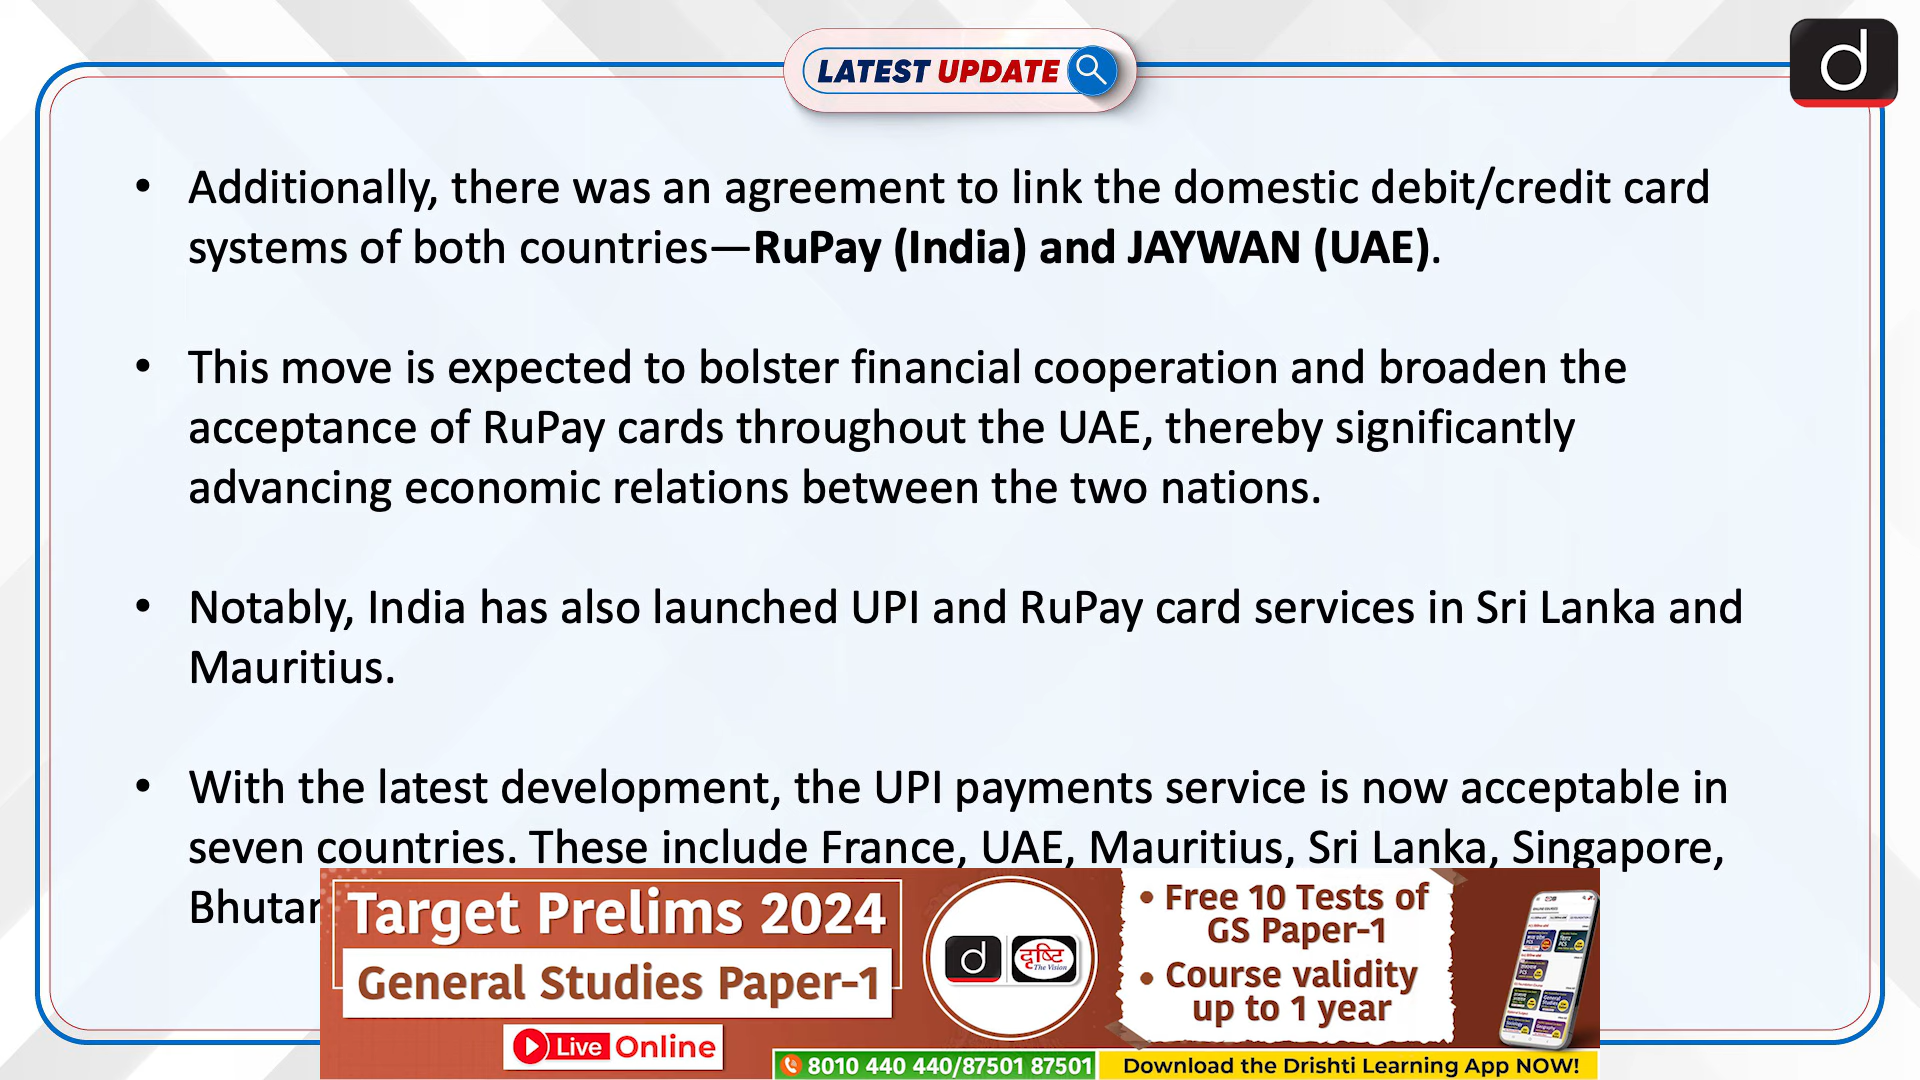 LATEST UPDATE
d
• Additionally, there was an agreement to link the domestic debit/credit card
systems of both countries—RuPay (India) and JAYWAN (UAE).
• This move is expected to bolster financial cooperation and broaden the
acceptance of RuPay cards throughout the UAE, thereby significantly
advancing economic relations between the two nations.
• Notably, India has also launched UPI and RuPay card services in Sri Lanka and
Mauritius.
• With the latest development, the UPI payments service is now acceptable in
seven countries. These include France, UAE, Mauritius, Sri Lanka, Singapore,
Target Prelims 2024
General Studies Paper-1
Live Online
d
दृष्टि
The Vision
• Free 10 Tests of
GS Paper-1
• Course validity
up to 1 year
8010 440 440/87501 87501
Download the Drishti Learning App NOW!